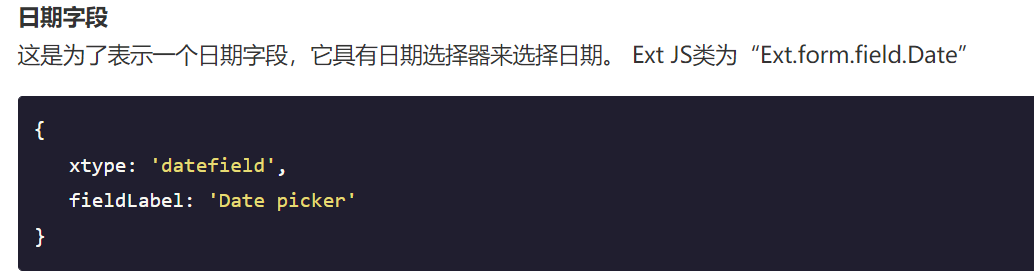 日期字段
这是为了表示一个日期字段，它具有日期选择器来选择日期。 Ext JS类为“Ext.form.field.Date”
{
   xtype: 'datefield',
   fieldLabel: 'Date picker'
}